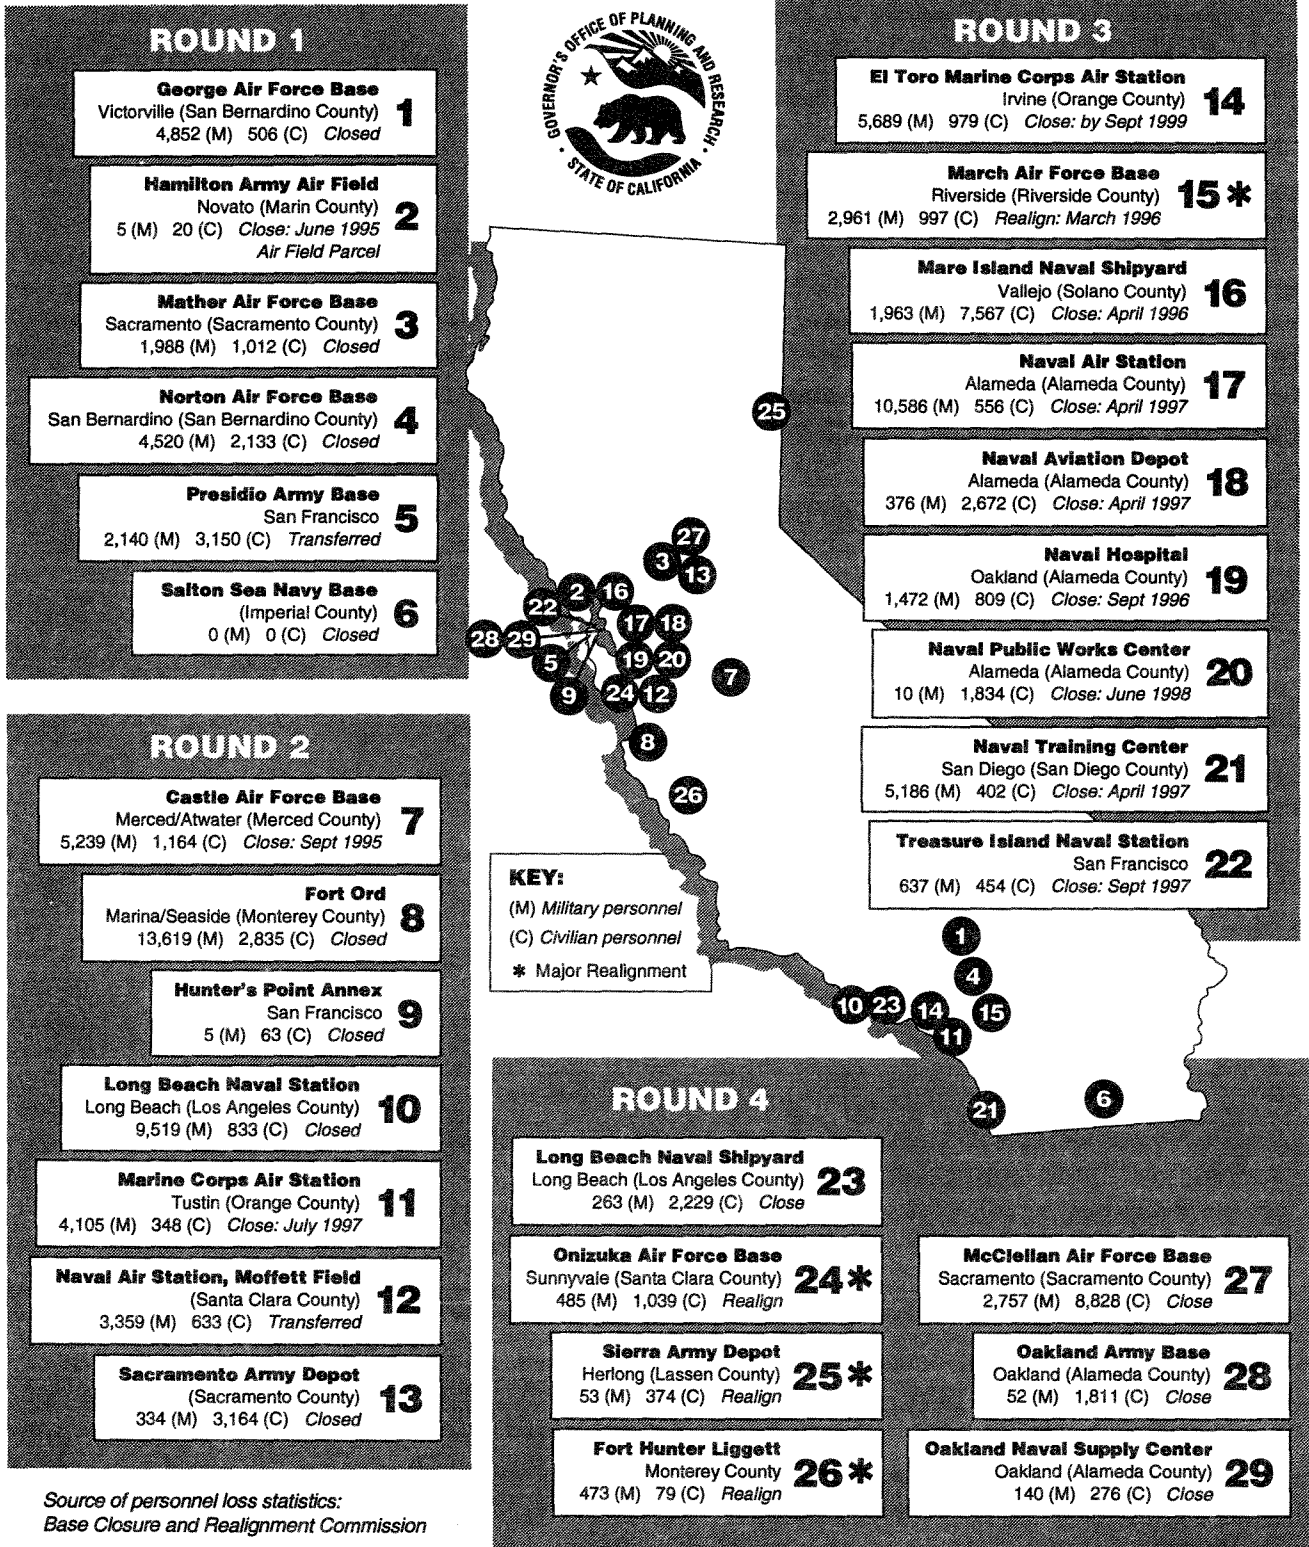 ROUND 1
George Air Force Base
Victorville (San Bernardino County)
4,852 (M) 506 (C) Closed
1
Hamilton Army Air Field
Novato (Marin County)
5 (M) 20 (C) Close: June 1995
Air Field Parcel
2
Mather Air Force Base
Sacramento (Sacramento County)
1,988 (M) 1,012 (C) Closed
3
Norton Air Force Base
San Bernardino (San Bernardino County)
4,520 (M) 2,133 (C) Closed
4
Presidio Army Base
San Francisco
2,140 (M) 3,150 (C) Transferred
5
Salton Sea Navy Base
(Imperial County)
0 (M) 0 (C) Closed
6
ROUND 2
Castle Air Force Base
Merced/Atwater (Merced County)
5,239 (M) 1,164 (C) Close: Sept 1995
7
Fort Ord
Marina/Seaside (Monterey County)
13,619 (M) 2,835 (C) Closed
8
Hunter's Point Annex
San Francisco
5 (M) 63 (C) Closed
9
Long Beach Naval Station
Long Beach (Los Angeles County)
9,519 (M) 833 (C) Closed
10
Marine Corps Air Station
Tustin (Orange County)
4,105 (M) 348 (C) Close: July 1997
11
Naval Air Station, Moffett Field
(Santa Clara County)
3,359 (M) 633 (C) Transferred
12
Sacramento Army Depot
(Sacramento County)
334 (M) 3,164 (C) Closed
13
Source of personnel loss statistics:
Base Closure and Realignment Commission
GOVERNOR'S OFFICE OF PLANNING AND RESEARCH
• STATE OF CALIFORNIA •
25
27
3
13
2
16
22
17
18
28
29
5
19
20
7
9
24
12
8
26
KEY:
(M) Military personnel
(C) Civilian personnel
* Major Realignment
1
4
10
23
14
15
11
21
6
ROUND 3
El Toro Marine Corps Air Station
Irvine (Orange County)
5,689 (M) 979 (C) Close: by Sept 1999
14
March Air Force Base
Riverside (Riverside County)
2,961 (M) 997 (C) Realign: March 1996
15*
Mare Island Naval Shipyard
Vallejo (Solano County)
1,963 (M) 7,567 (C) Close: April 1996
16
Naval Air Station
Alameda (Alameda County)
10,586 (M) 556 (C) Close: April 1997
17
Naval Aviation Depot
Alameda (Alameda County)
376 (M) 2,672 (C) Close: April 1997
18
Naval Hospital
Oakland (Alameda County)
1,472 (M) 809 (C) Close: Sept 1996
19
Naval Public Works Center
Alameda (Alameda County)
10 (M) 1,834 (C) Close: June 1998
20
Naval Training Center
San Diego (San Diego County)
5,186 (M) 402 (C) Close: April 1997
21
Treasure Island Naval Station
San Francisco
637 (M) 454 (C) Close: Sept 1997
22
ROUND 4
Long Beach Naval Shipyard
Long Beach (Los Angeles County)
263 (M) 2,229 (C) Close
23
Onizuka Air Force Base
Sunnyvale (Santa Clara County)
485 (M) 1,039 (C) Realign
24*
Sierra Army Depot
Herlong (Lassen County)
53 (M) 374 (C) Realign
25*
Fort Hunter Liggett
Monterey County
473 (M) 79 (C) Realign
26*
McClellan Air Force Base
Sacramento (Sacramento County)
2,757 (M) 8,828 (C) Close
27
Oakland Army Base
Oakland (Alameda County)
52 (M) 1,811 (C) Close
28
Oakland Naval Supply Center
Oakland (Alameda County)
140 (M) 276 (C) Close
29